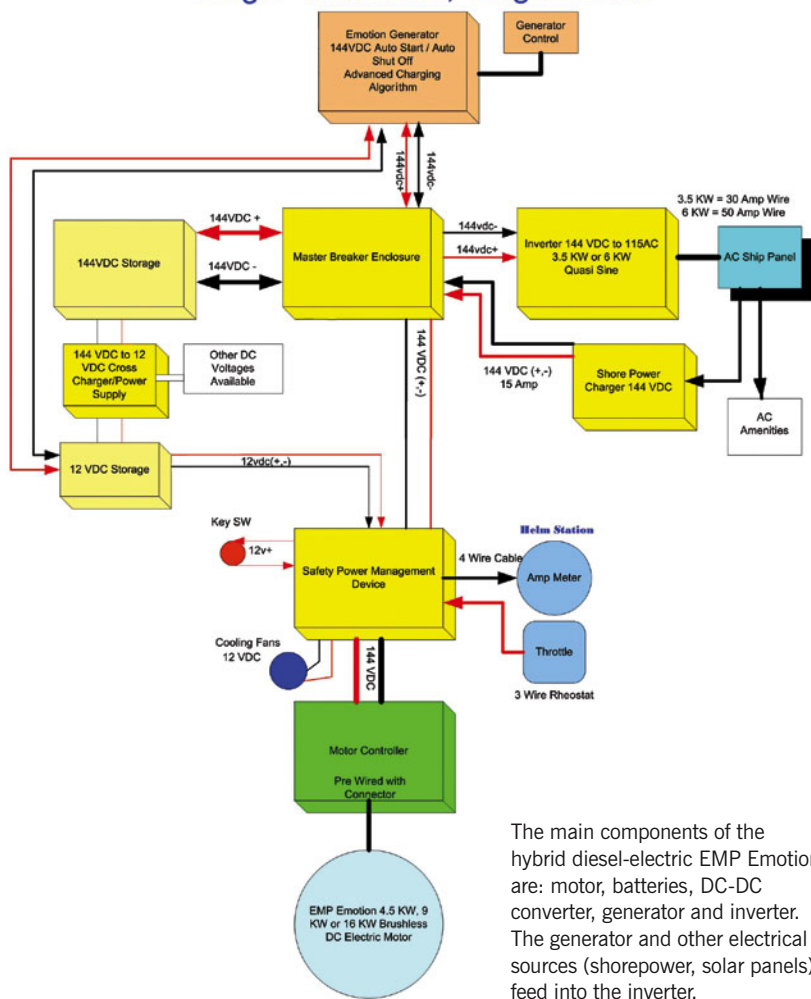 Emotion Generator
144VDC Auto Start / Auto
Shut Off
Advanced Charging
Algorithm
Generator
Control
144vdc+
144vdc-
144VDC +
144VDC -
144VDC Storage
Master Breaker Enclosure
144vdc-
144vdc+
Inverter 144 VDC to 115AC
3.5 KW or 6 KW
Quasi Sine
3.5 KW = 30 Amp Wire
6 KW = 50 Amp Wire
AC Ship Panel
144 VDC to 12
VDC Cross
Charger/Power
Supply
Other DC
Voltages
Available
144 VDC (+,-)
144 VDC (+,-)
15 Amp
Shore Power
Charger 144 VDC
AC
Amenities
12 VDC Storage
12vdc(+,-)
Key SW
12v+
Safety Power Management
Device
4 Wire Cable
Helm Station
Amp Meter
Throttle
3 Wire Rheostat
Cooling Fans
12 VDC
144 VDC
Motor Controller
Pre Wired with
Connector
EMP Emotion 4.5 KW, 9
KW or 16 KW Brushless
DC Electric Motor
The main components of the
hybrid diesel-electric EMP Emotion
are: motor, batteries, DC-DC
converter, generator and inverter.
The generator and other electrical
sources (shorepower, solar panels)
feed into the inverter.